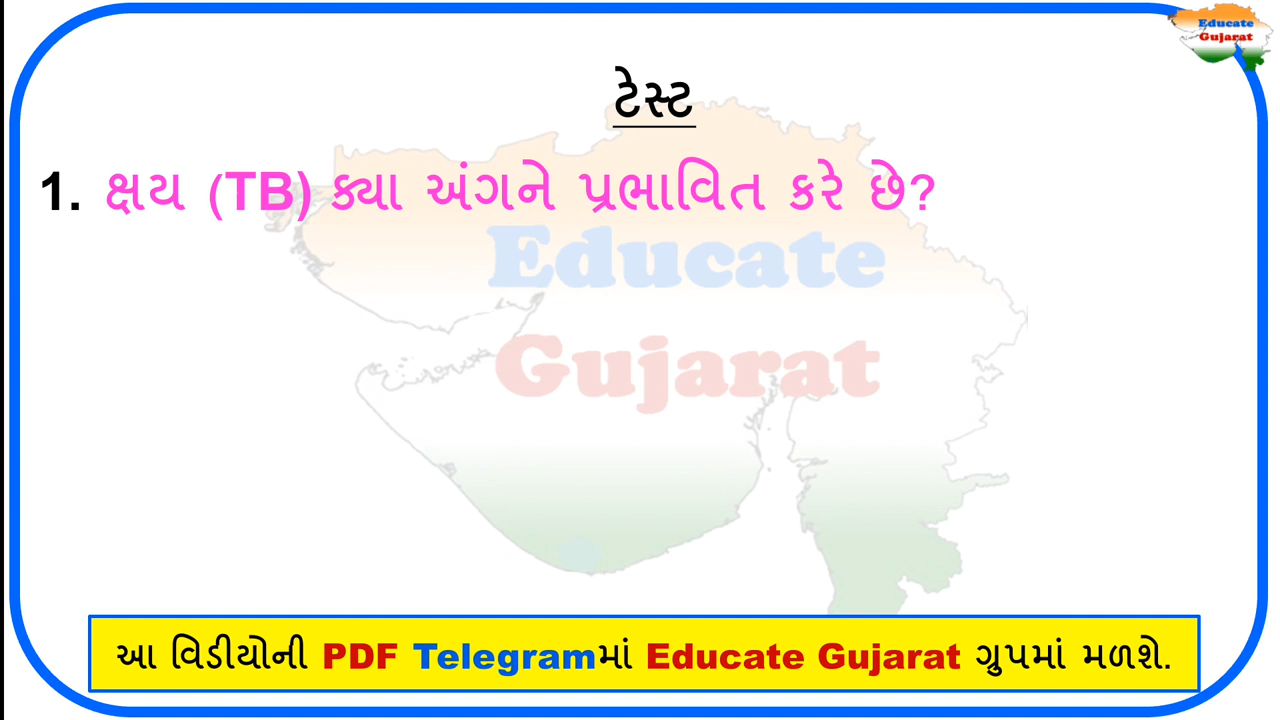 Educate
Gujarat
ટેસ્ટ
1. ક્ષય (TB) ક્યા અંગને પ્રભાવિત કરે છે?
Educate
Gujarat
આ વિડીયોની PDF Telegramમાં Educate Gujarat ગ્રુપમાં મળશે.